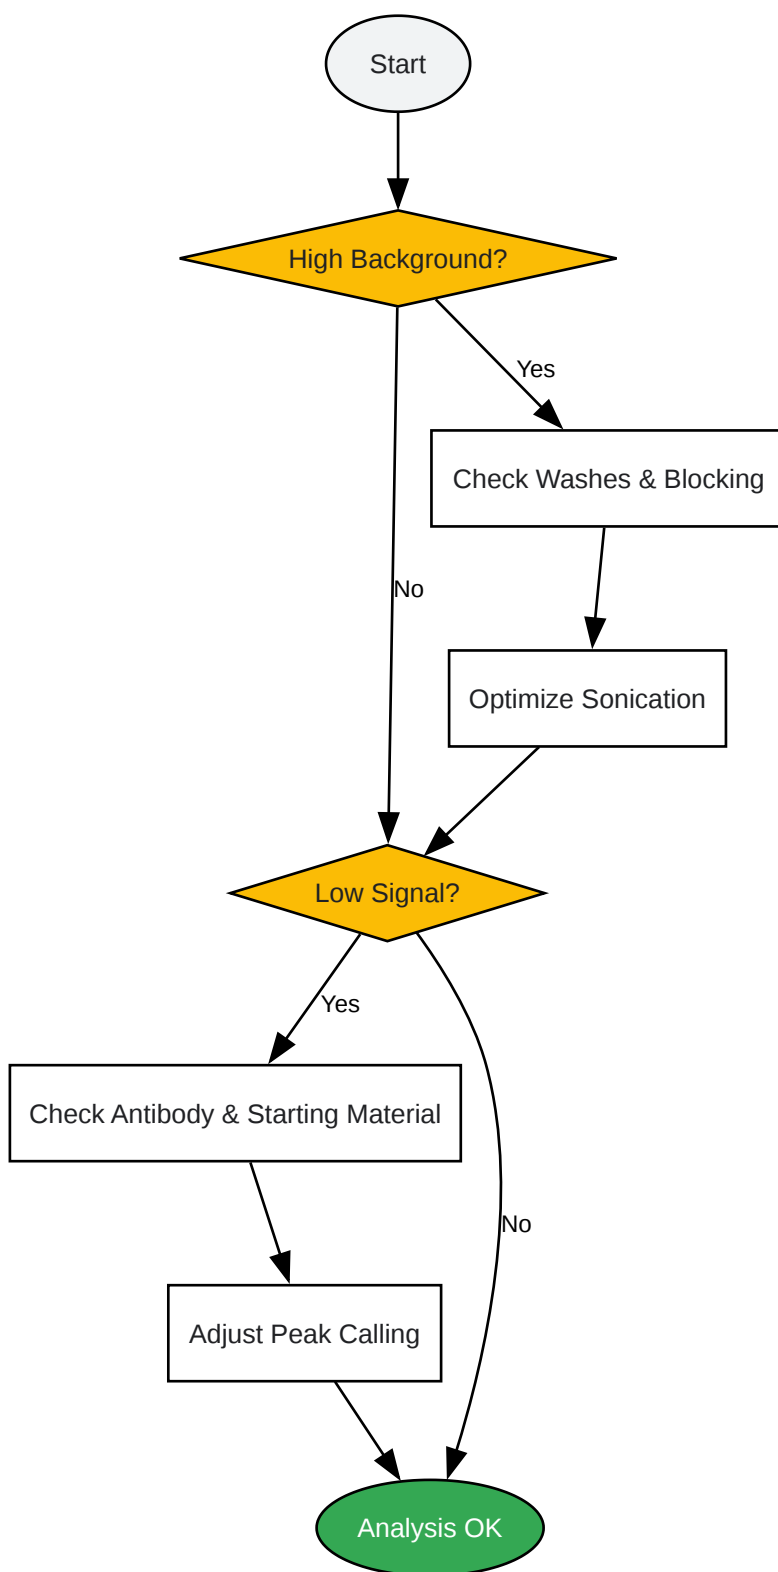 Start
High Background?
Yes
Check Washes & Blocking
No
Optimize Sonication
Low Signal?
Yes
Check Antibody & Starting Material
No
Adjust Peak Calling
Analysis OK